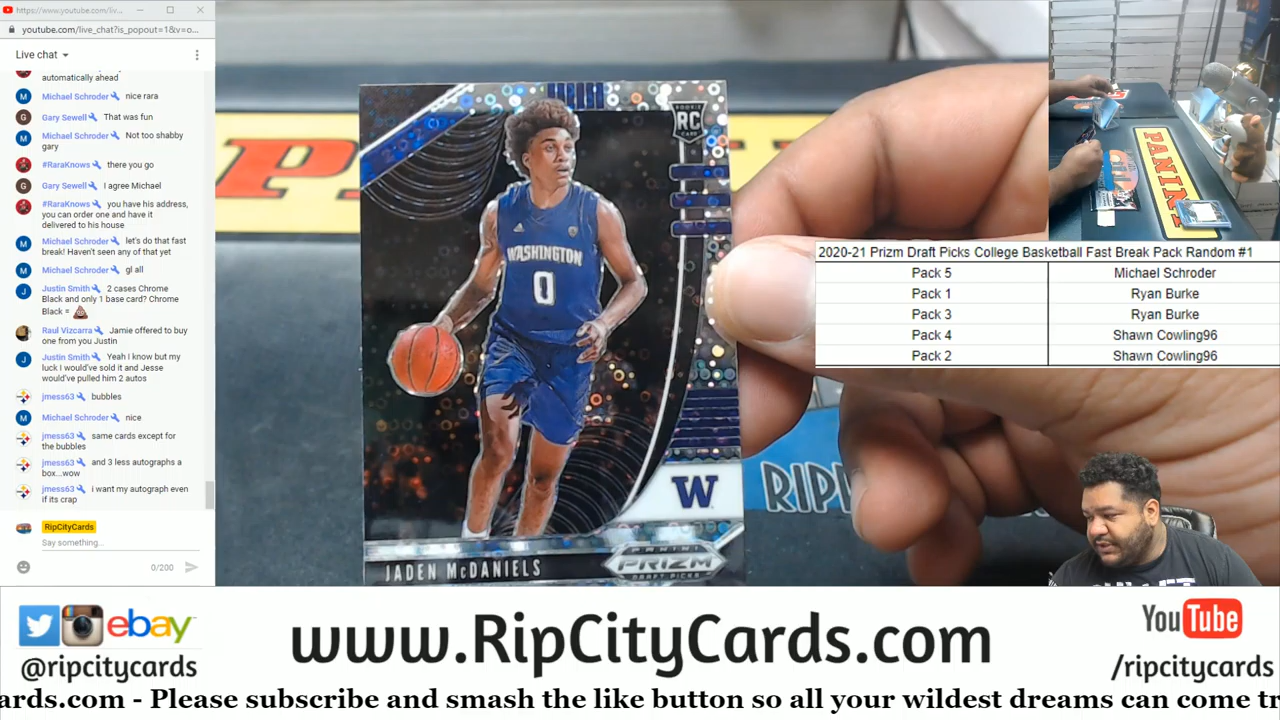 https://www.youtube.com/liv...
youtube.com/live_chat?is_popout=1&v=o...
Live chat
automatically ahead
M Michael Schroder nice rara
G Gary Sewell That was fun
M Michael Schroder Not too shabby
gary
#RaraKnows there you go
G Gary Sewell I agree Michael
#RaraKnows you have his address,
you can order one and have it
delivered to his house
M Michael Schroder let's do that fast
break! Haven't seen any of that yet
M Michael Schroder gl all
J Justin Smith 2 cases Chrome
Black and only 1 base card? Chrome
Black =
Raul Vizcarra Jamie offered to buy
one from you Justin
J Justin Smith Yeah I know but my
luck I would've sold it and Jesse
would've pulled him 2 autos
jmess63 bubbles
M Michael Schroder nice
jmess63 same cards except for
the bubbles
jmess63 and 3 less autographs a
box...wow
jmess63 i want my autograph even
if its crap
RipCityCards
Say something...
0/200
ROOKIE
RC
CARD
WASHINGTON
0
W
JADEN McDANIELS
PANINI
PRIZM
DRAFT PICKS
PANINI
2020-21 Prizm Draft Picks College Basketball Fast Break Pack Random #1
Pack 5 Michael Schroder
Pack 1 Ryan Burke
Pack 3 Ryan Burke
Pack 4 Shawn Cowling96
Pack 2 Shawn Cowling96
ebay
@ripcitycards
www.RipCityCards.com
YouTube
/ripcitycards
ards.com - Please subscribe and smash the like button so all your wildest dreams can come tr